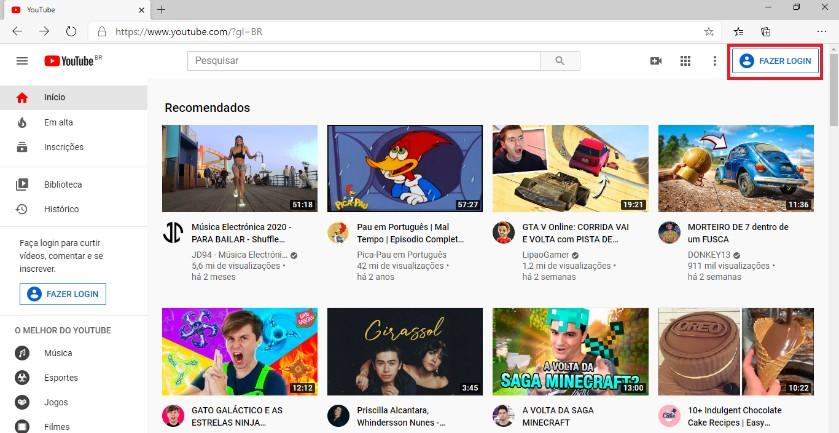 YouTube
https://www.youtube.com/?gl=BR
YouTube BR
Pesquisar
FAZER LOGIN
Início
Em alta
Inscrições
Biblioteca
Histórico
Faça login para curtir
vídeos, comentar e se
inscrever.
FAZER LOGIN
O MELHOR DO YOUTUBE
Música
Esportes
Jogos
Filmes
Recomendados
51:18
JC
Música Electrónica 2020 -
PARA BAILAR - Shuffle...
JD94 - Música Electróni...
5,6 mi de visualizações •
há 2 meses
PICA-PAU
57:27
Pau em Português | Mal
Tempo | Episodio Complet...
Pica-Pau em Português
42 mi de visualizações •
há 2 anos
19:21
GTA V Online: CORRIDA VAI
E VOLTA com PISTA DE...
LipaoGamer
1,2 mi de visualizações •
há 2 semanas
11:36
MORTEIRO DE 7 dentro de
um FUSCA
DONKEY13
911 mil visualizações •
há 2 semanas
12:12
GATO GALÁCTICO E AS
ESTRELAS NINJA...
Girassol
3:45
Priscilla Alcantara,
Whindersson Nunes -...
A VOLTA DA
SAGA MINECRAFT?
13:00
A VOLTA DA SAGA
MINECRAFT
OREO
10:22
Cake
10+ Indulgent Chocolate
Cake Recipes | Easy...